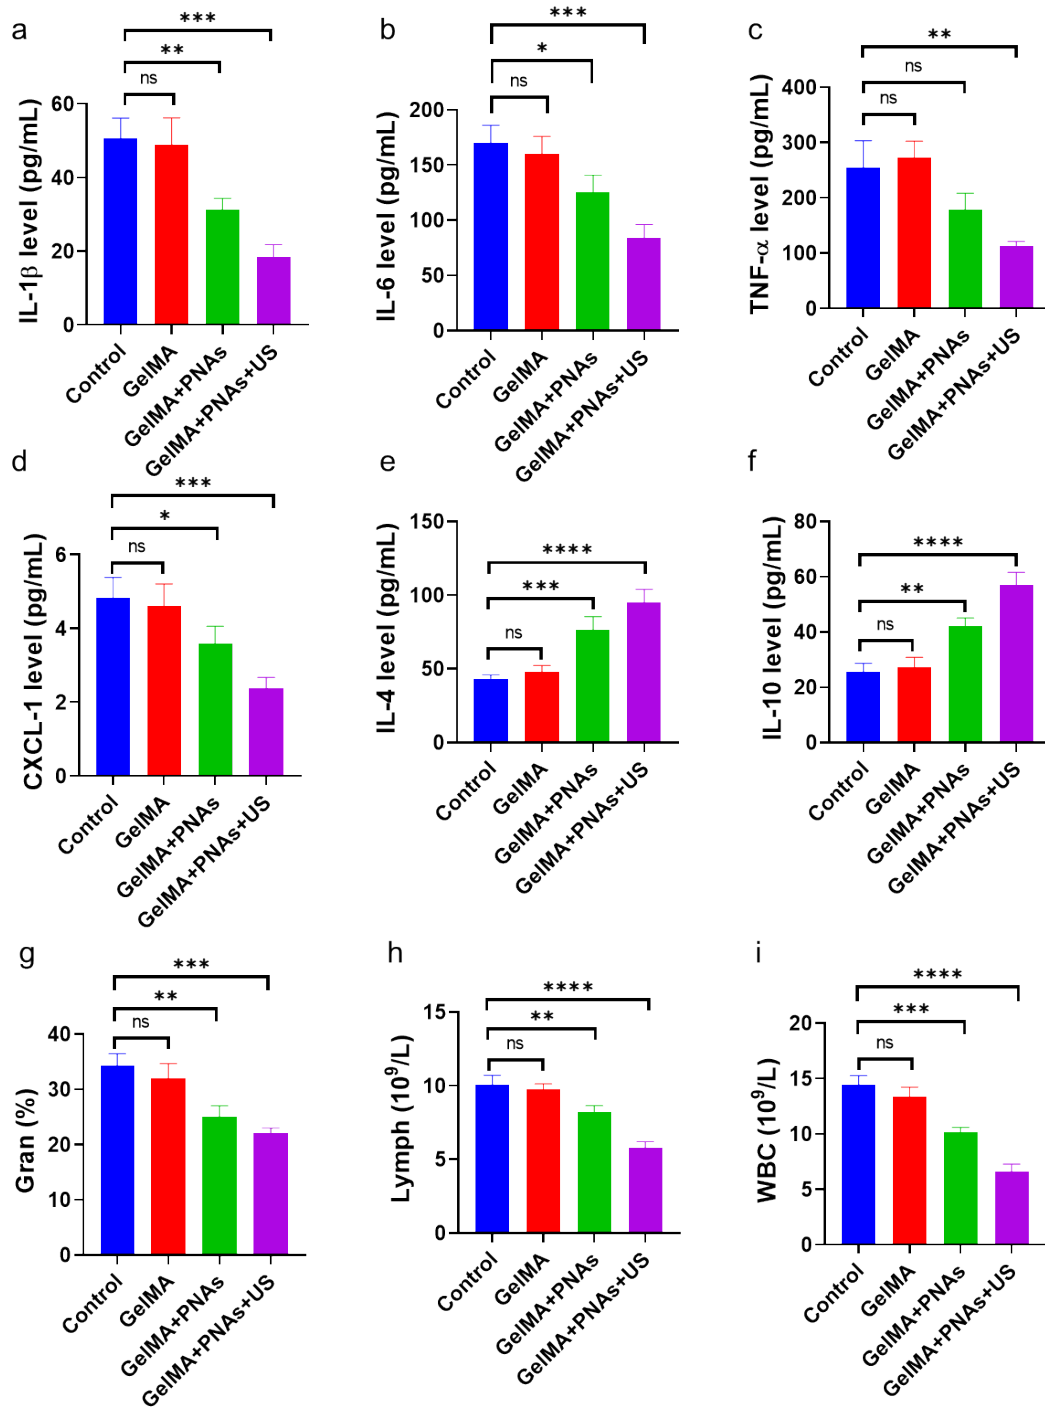 a
***
**
ns
IL-1β level (pg/mL)
60
40
20
0
Control
GelMA
GelMA+PNAs
GelMA+PNAs+US
b
***
*
ns
IL-6 level (pg/mL)
200
150
100
50
0
Control
GelMA
GelMA+PNAs
GelMA+PNAs+US
c
**
ns
ns
TNF-α level (pg/mL)
400
300
200
100
0
Control
GelMA
GelMA+PNAs
GelMA+PNAs+US
d
***
*
ns
CXCL-1 level (pg/mL)
6
4
2
0
Control
GelMA
GelMA+PNAs
GelMA+PNAs+US
e
****
***
ns
IL-4 level (pg/mL)
150
100
50
0
Control
GelMA
GelMA+PNAs
GelMA+PNAs+US
f
****
**
ns
IL-10 level (pg/mL)
80
60
40
20
0
Control
GelMA
GelMA+PNAs
GelMA+PNAs+US
g
***
**
ns
Gran (%)
40
30
20
10
0
Control
GelMA
GelMA+PNAs
GelMA+PNAs+US
h
****
**
ns
Lymph (10⁹/L)
15
10
5
0
Control
GelMA
GelMA+PNAs
GelMA+PNAs+US
i
****
***
ns
WBC (10⁹/L)
20
15
10
5
0
Control
GelMA
GelMA+PNAs
GelMA+PNAs+US